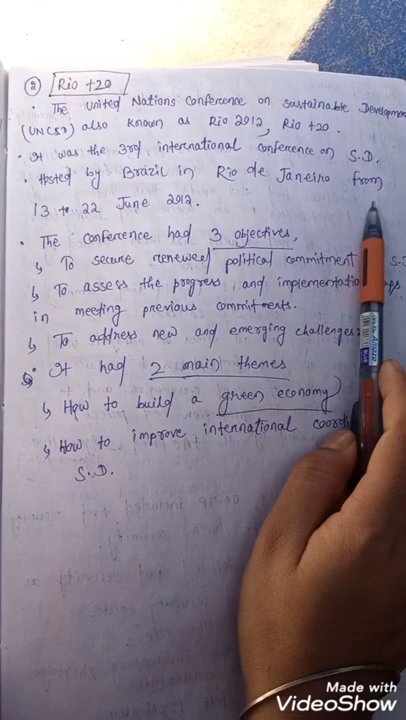 ② Rio +20
• The United Nations Conference on Sustainable Developmen
(UNCSD) also known as Rio 2012, Rio +20.
• It was the 3rd international conference on S.D.
• Hosted by Brazil in Rio de Janeiro from
13 to 22 June 2012.
• The conference had 3 objectives,
↳ To secure renewed political commitment S.D
↳ To assess the progress and implementation gaps
in meeting previous commitments.
↳ To address new and emerging challenges.
• It had 2 main themes
↳ How to build a green economy
↳ How to improve international
S.D.
Made with
VideoShow